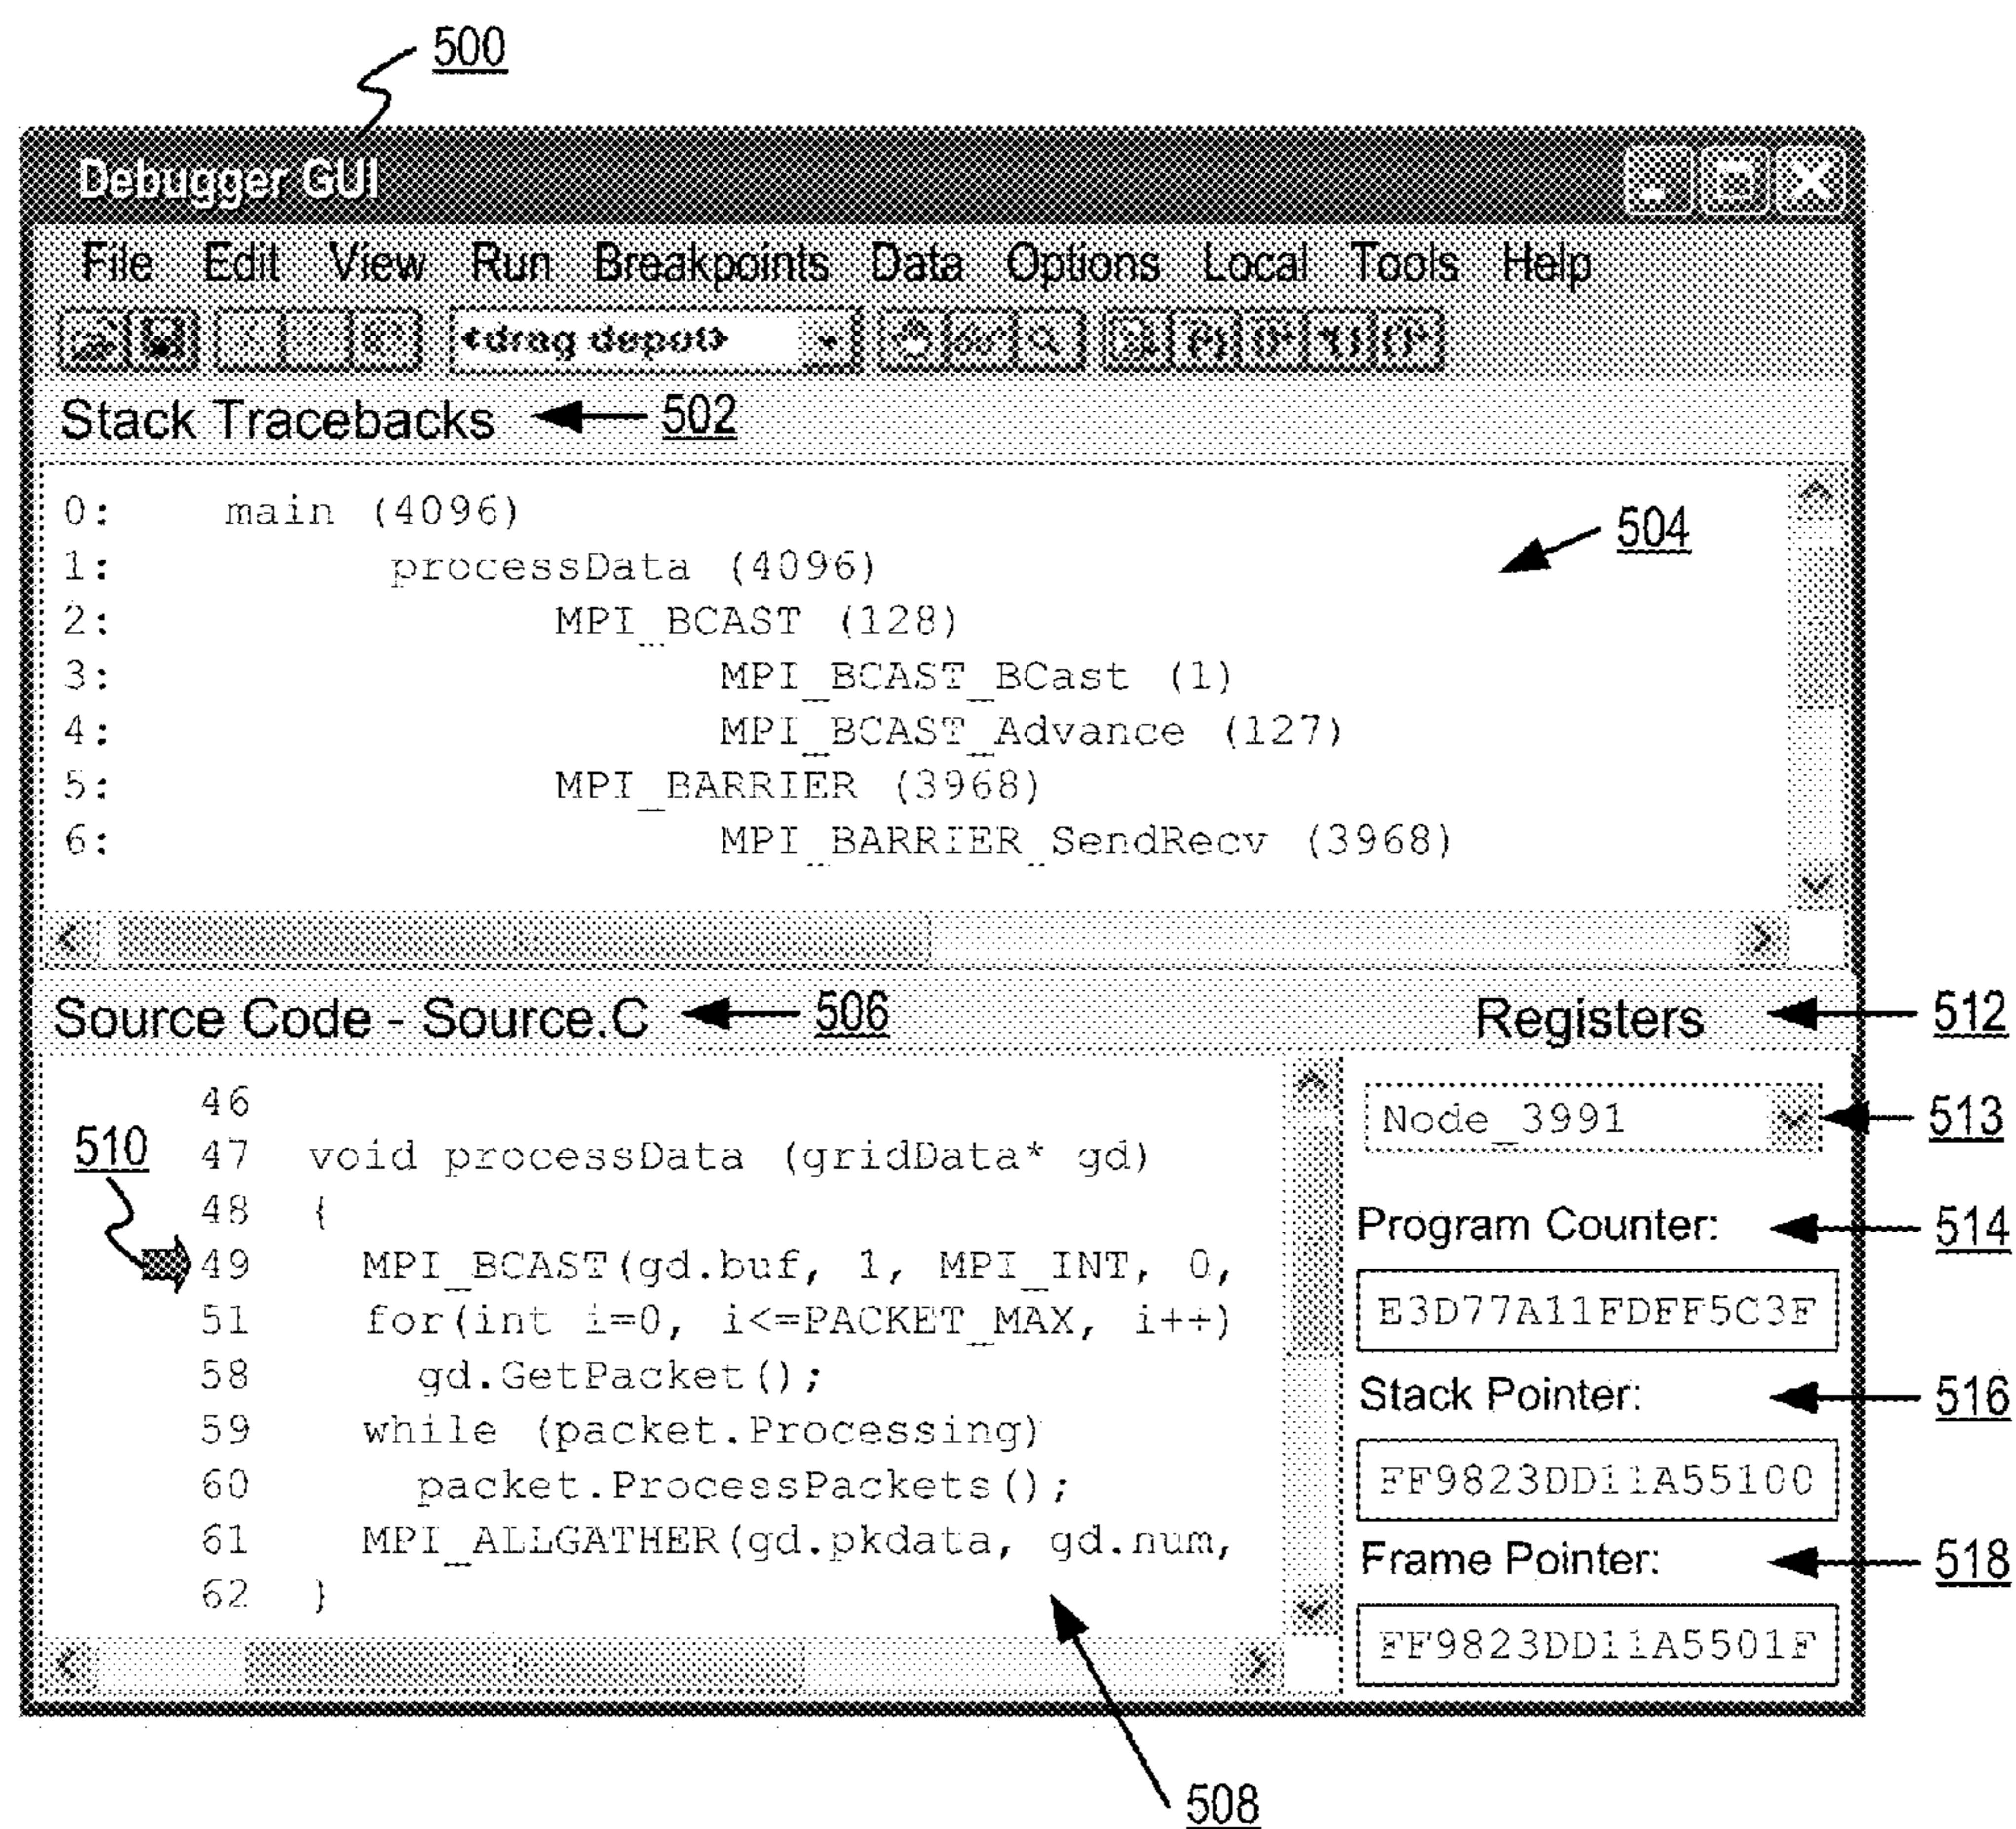 500
Debugger GUI
File Edit View Run Breakpoints Data Options Local Tools Help
<drag depot>
Stack Tracebacks 502
504
0: main (4096)
1: processData (4096)
2: MPI_BCAST (128)
3: MPI_BCAST_BCast (1)
4: MPI_BCAST_Advance (127)
5: MPI_BARRIER (3968)
6: MPI_BARRIER_SendRecv (3968)
Source Code - Source.C 506
510
46
47 void processData (gridData* gd)
48 {
49 MPI_BCAST(gd.buf, 1, MPI_INT, 0,
51 for(int i=0, i<=PACKET_MAX, i++)
58 gd.GetPacket();
59 while (packet.Processing)
60 packet.ProcessPackets();
61 MPI_ALLGATHER(gd.pkdata, gd.num,
62 }
508
Registers 512
Node_3991 513
Program Counter: 514
E3D77A11FDFF5C3F
Stack Pointer: 516
FF9823DD11A55100
Frame Pointer: 518
FF9823DD11A5501F